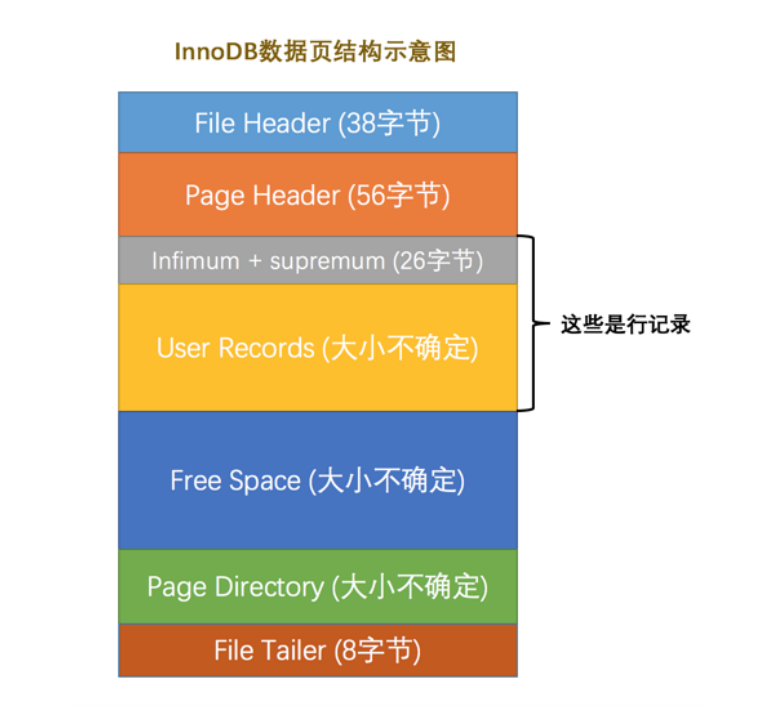 InnoDB数据页结构示意图
File Header (38字节)
Page Header (56字节)
Infimum + supremum (26字节)
User Records (大小不确定)
这些是行记录
Free Space (大小不确定)
Page Directory (大小不确定)
File Tailer (8字节)